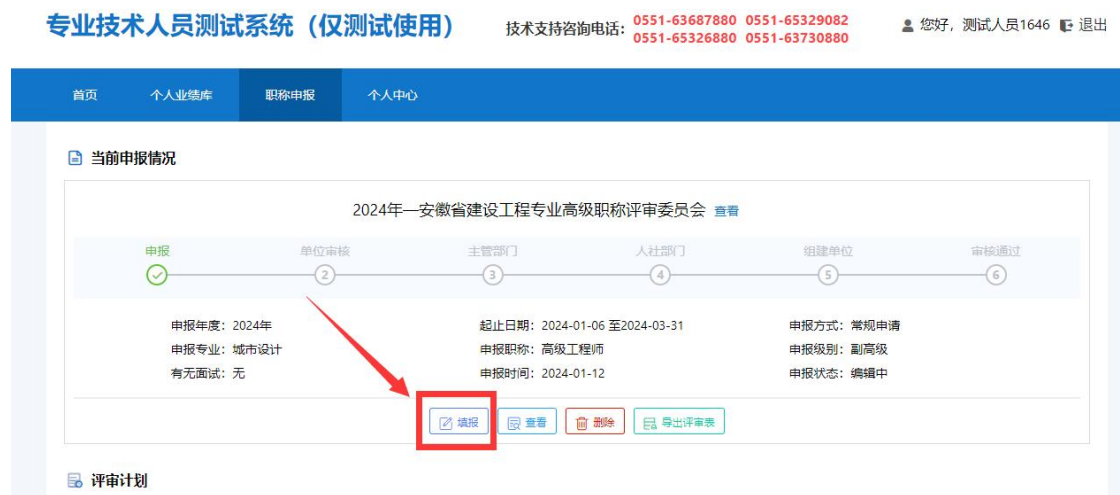 专业技术人员测试系统（仅测试使用） 技术支持咨询电话： 0551-63687880 0551-65329082 您好，测试人员1646 退出
0551-65326880 0551-63730880
首页 个人业绩库 职称申报 个人中心
当前申报情况
2024年—安徽省建设工程专业高级职称评审委员会 查看
申报 单位审核 主管部门 人社部门 组建单位 审核通过
2 3 4 5 6
申报年度：2024年 起止日期：2024-01-06 至2024-03-31 申报方式：常规申请
申报专业：城市设计 申报职称：高级工程师 申报级别：副高级
有无面试：无 申报时间：2024-01-12 申报状态：编辑中
填报 查看 删除 导出评审表
评审计划